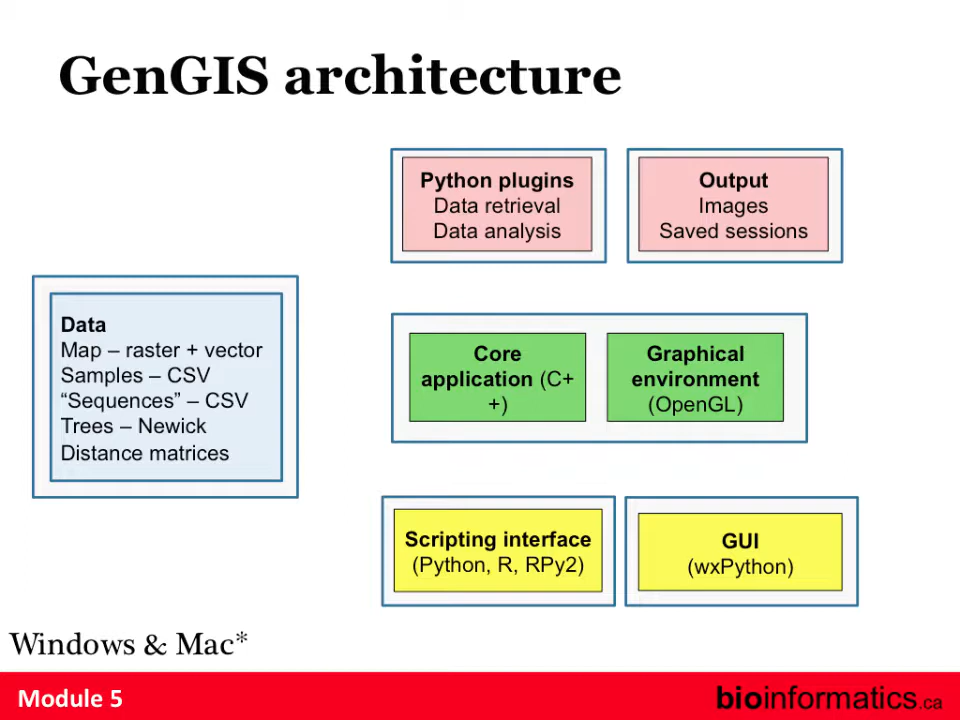 GenGIS architecture
Python plugins
Data retrieval
Data analysis
Output
Images
Saved sessions
Data
Map – raster + vector
Samples – CSV
“Sequences” – CSV
Trees – Newick
Distance matrices
Core
application (C+
+)
Graphical
environment
(OpenGL)
Scripting interface
(Python, R, RPy2)
GUI
(wxPython)
Windows & Mac*
Module 5
bioinformatics.ca